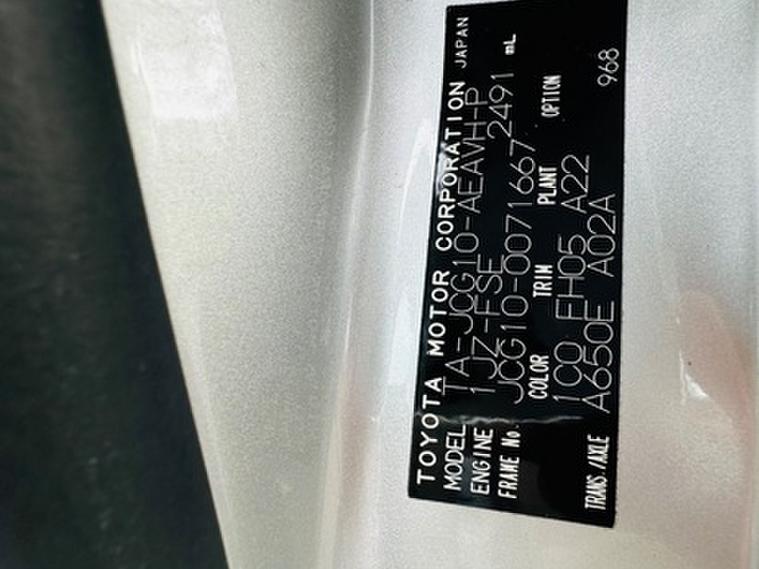 TOYOTA MOTOR CORPORATION JAPAN
MODEL TA-JCG10-AEAVH-P
ENGINE 1JZ-FSE 2491 mL
FRAME No. JCG10-0071667
COLOR TRIM PLANT OPTION
1C0 FH05 A22
TRANS./AXLE A650E A02A 968